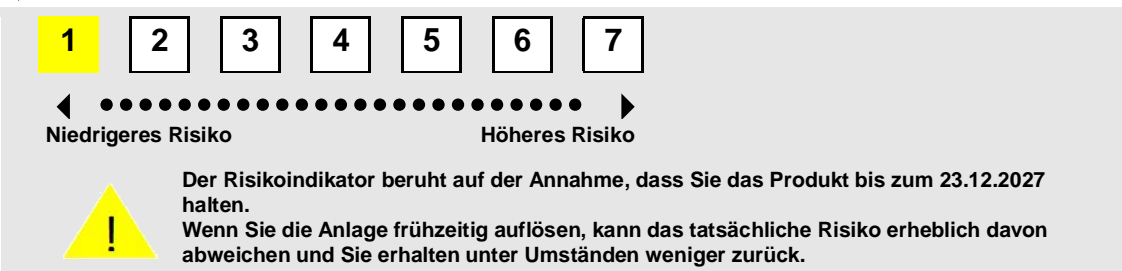 1 2 3 4 5 6 7
Niedrigeres Risiko Höheres Risiko
Der Risikoindikator beruht auf der Annahme, dass Sie das Produkt bis zum 23.12.2027
halten.
Wenn Sie die Anlage frühzeitig auflösen, kann das tatsächliche Risiko erheblich davon
! abweichen und Sie erhalten unter Umständen weniger zurück.